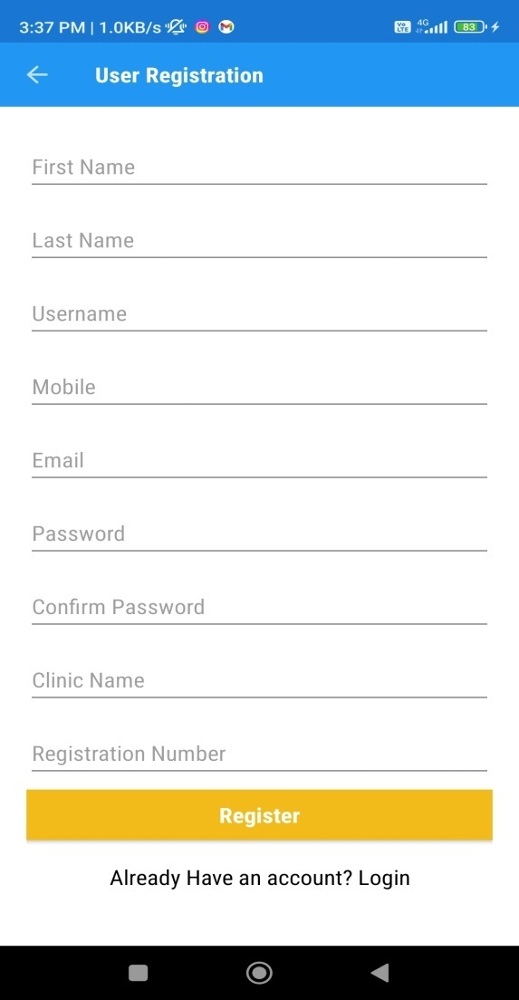 3:37 PM | 1.0KB/s
Vo LTE 4G 83
User Registration
First Name
Last Name
Username
Mobile
Email
Password
Confirm Password
Clinic Name
Registration Number
Register
Already Have an account? Login